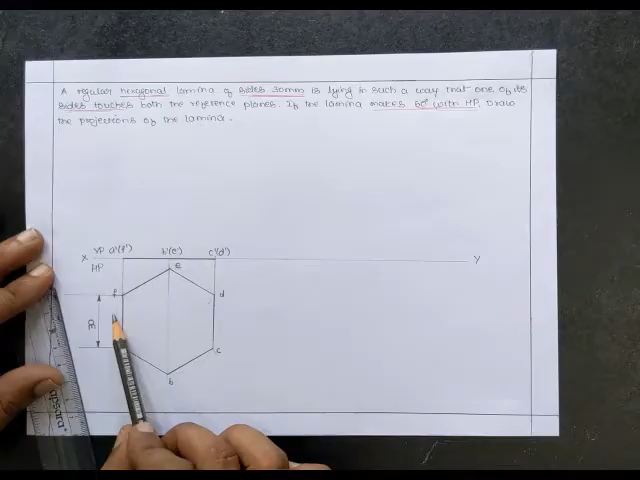 A regular hexagonal lamina of sides 30mm is lying in such a way that one of its
sides touches both the reference planes. If the lamina makes 60° with HP, Draw
the projections of the lamina.
X VP a'(f') b'(e') c'(d') Y
HP
e
f d
30
c
b
apsara